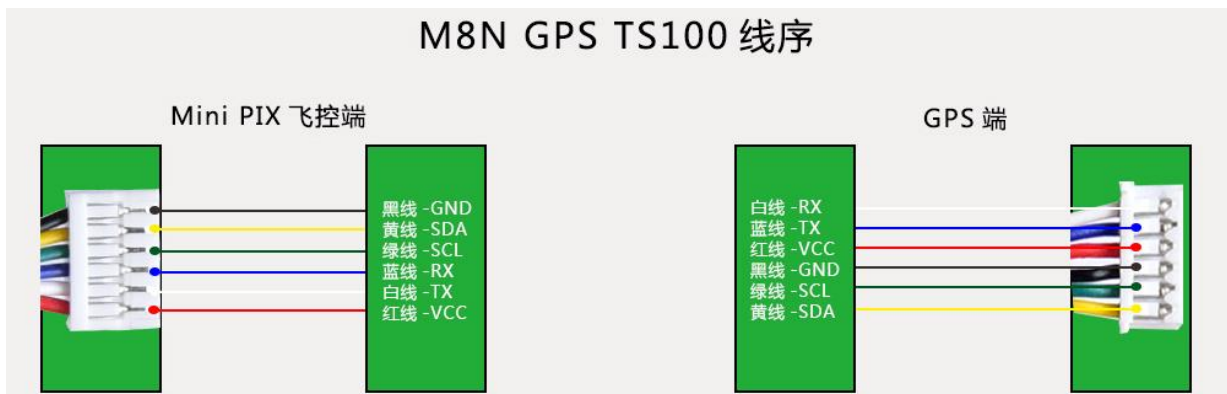 M8N GPS TS100 线序
Mini PIX 飞控端
GPS 端
黑线 -GND
黄线 -SDA
绿线 -SCL
蓝线 -RX
白线 -TX
红线 -VCC
白线 -RX
蓝线 -TX
红线 -VCC
黑线 -GND
绿线 -SCL
黄线 -SDA